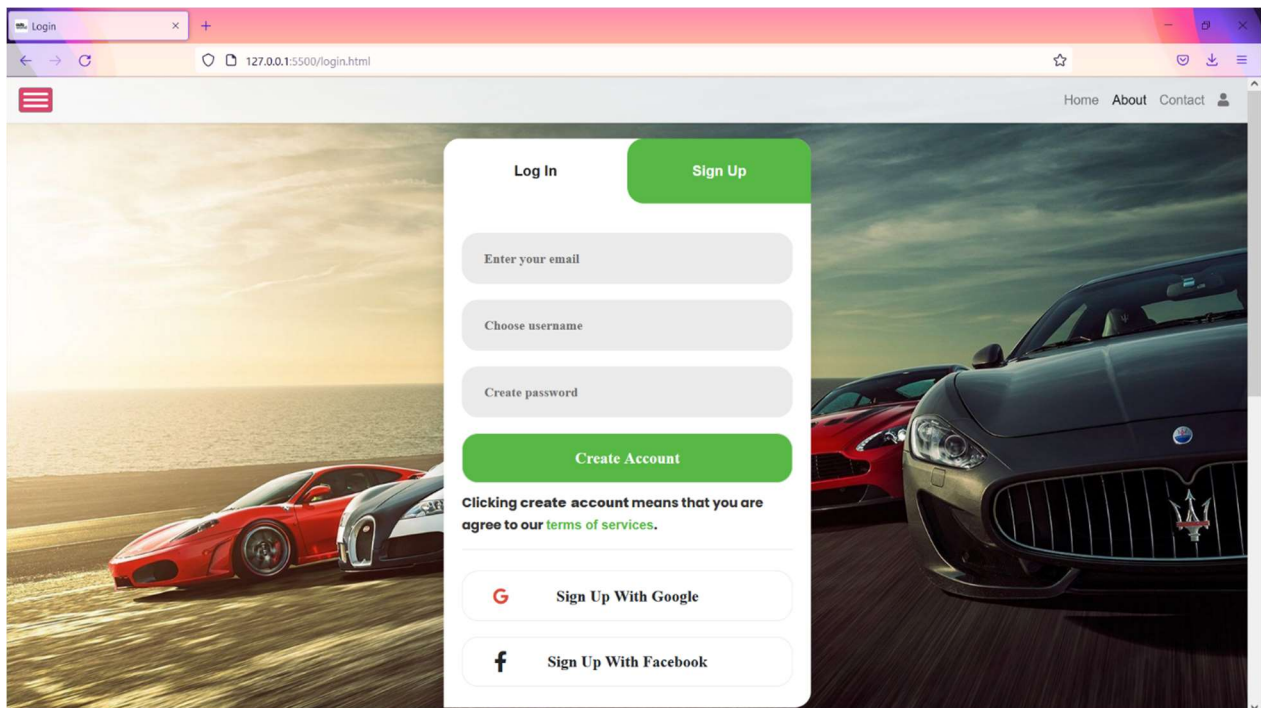 Login
127.0.0.1:5500/login.html
Home About Contact
Log In Sign Up
Enter your email
Choose username
Create password
Create Account
Clicking create account means that you are
agree to our terms of services.
Sign Up With Google
Sign Up With Facebook